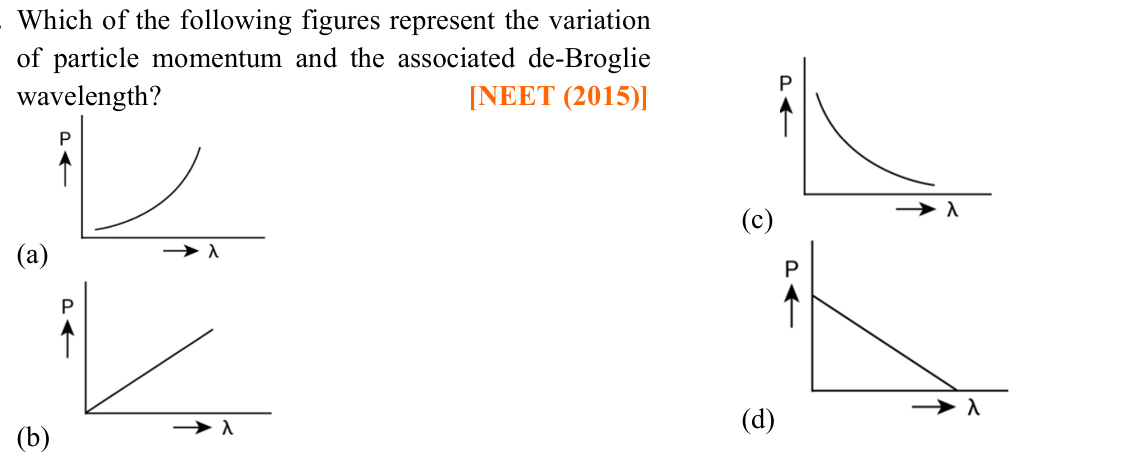 . Which of the following figures represent the variation
of particle momentum and the associated de-Broglie
wavelength? [NEET (2015)]
P
λ
(a)
P
λ
(b)
P
λ
(c)
P
λ
(d)